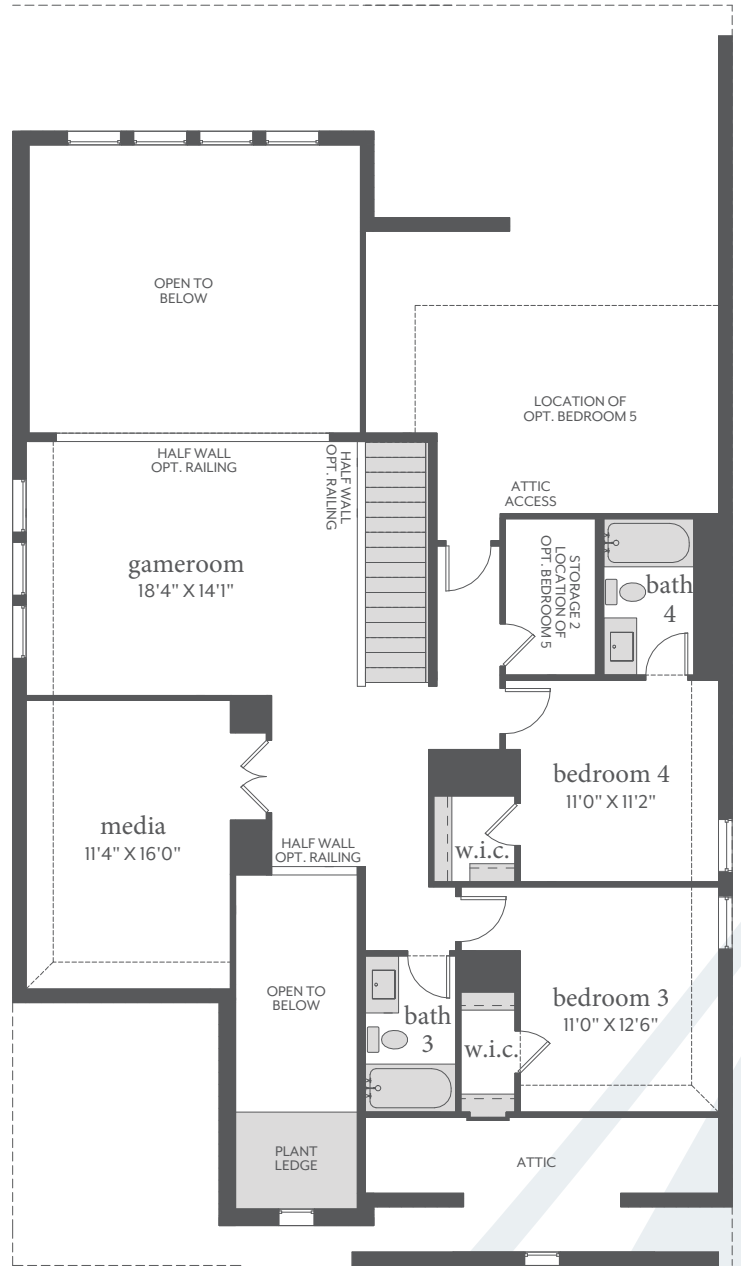 OPEN TO
BELOW
LOCATION OF
OPT. BEDROOM 5
HALF WALL
OPT. RAILING
HALF WALL
OPT. RAILING
ATTIC
ACCESS
gameroom
18'4" X 14'1"
STORAGE 2
LOCATION OF
OPT. BEDROOM 5
bath
4
bedroom 4
11'0" X 11'2"
media
11'4" X 16'0"
HALF WALL
OPT. RAILING
w.i.c.
OPEN TO
BELOW
bath
3
w.i.c.
bedroom 3
11'0" X 12'6"
PLANT
LEDGE
ATTIC